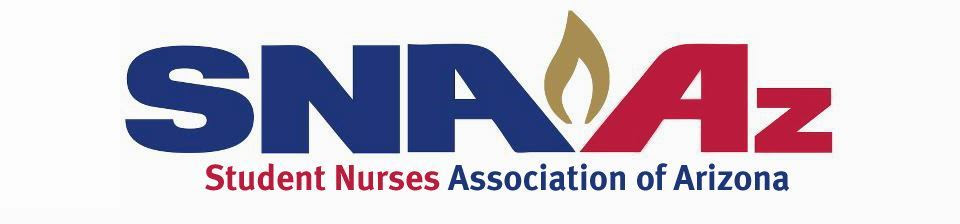 SNAAz
Student Nurses Association of Arizona